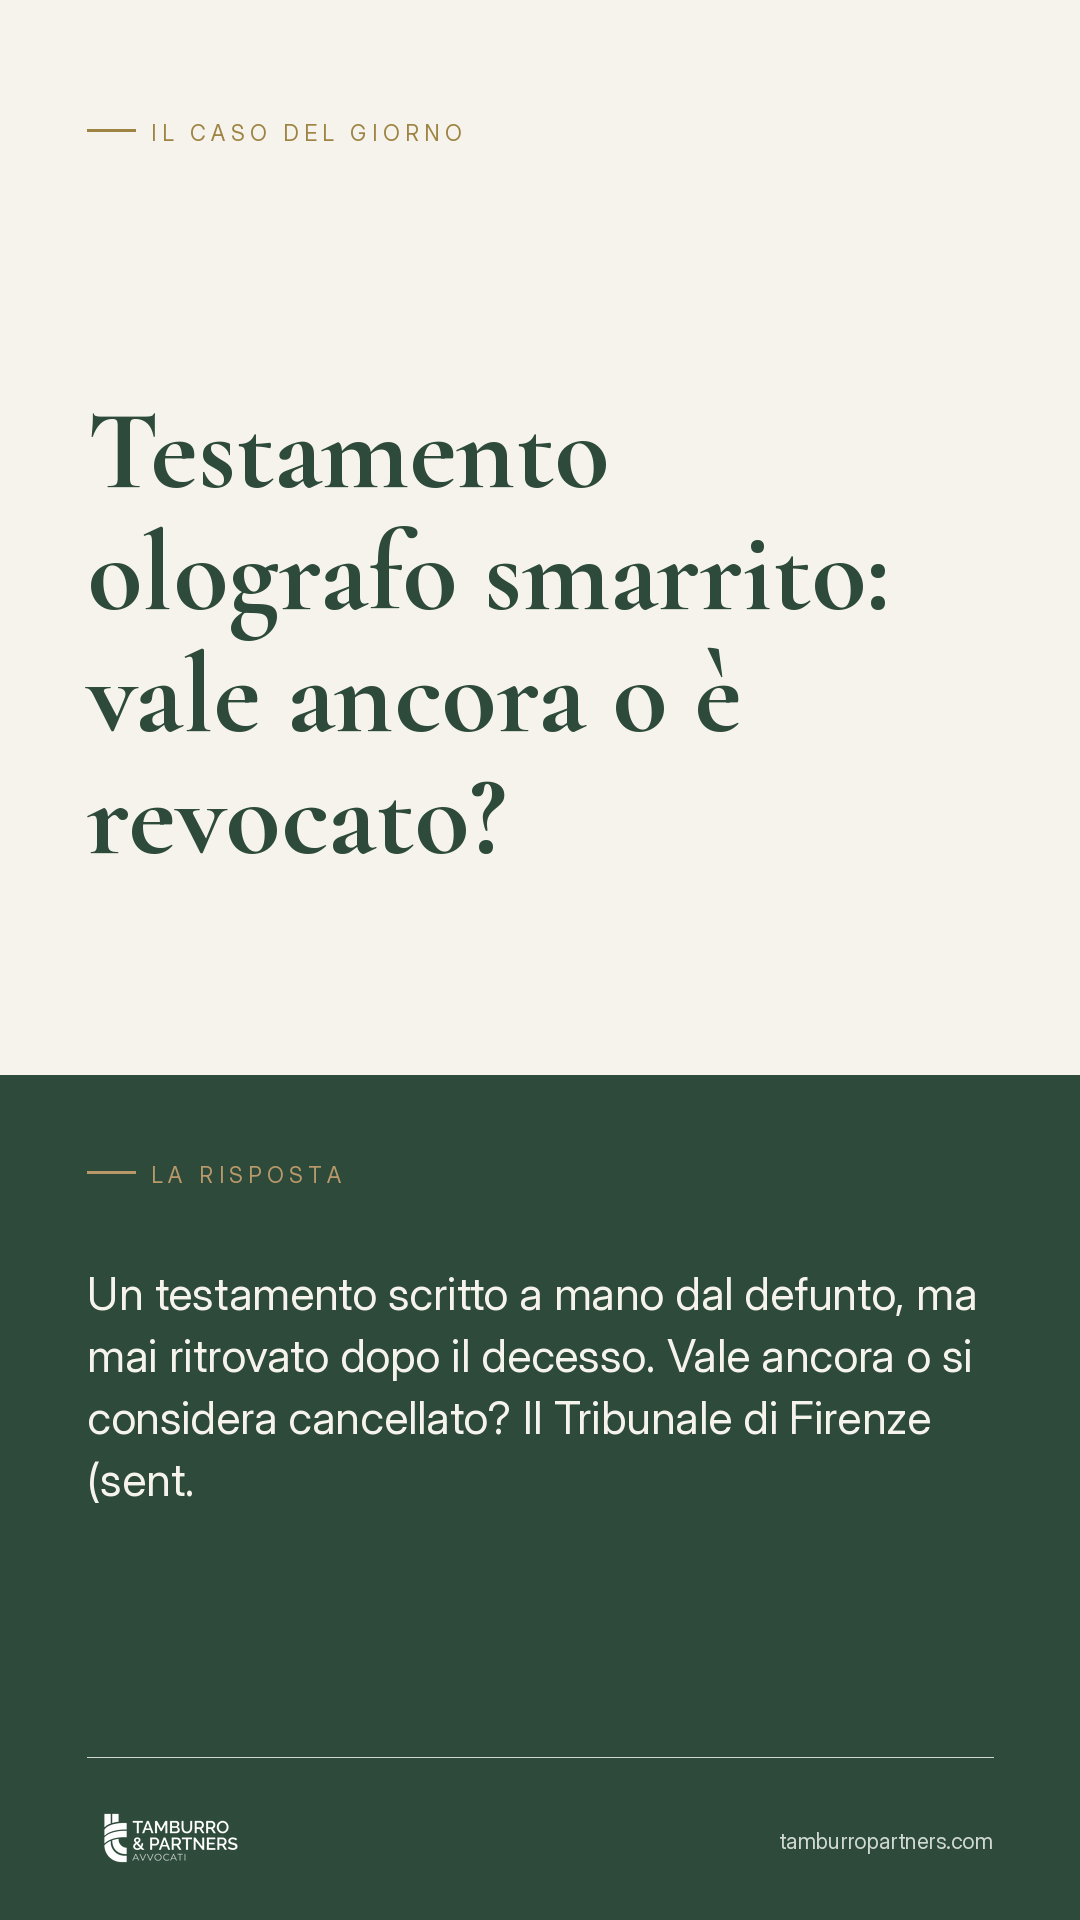 IL CASO DEL GIORNO
Testamento
olografo smarrito:
vale ancora o è
revocato?
LA RISPOSTA
Un testamento scritto a mano dal defunto, ma
mai ritrovato dopo il decesso. Vale ancora o si
considera cancellato? Il Tribunale di Firenze
(sent.
TAMBURRO
& PARTNERS
AVVOCATI
tamburropartners.com